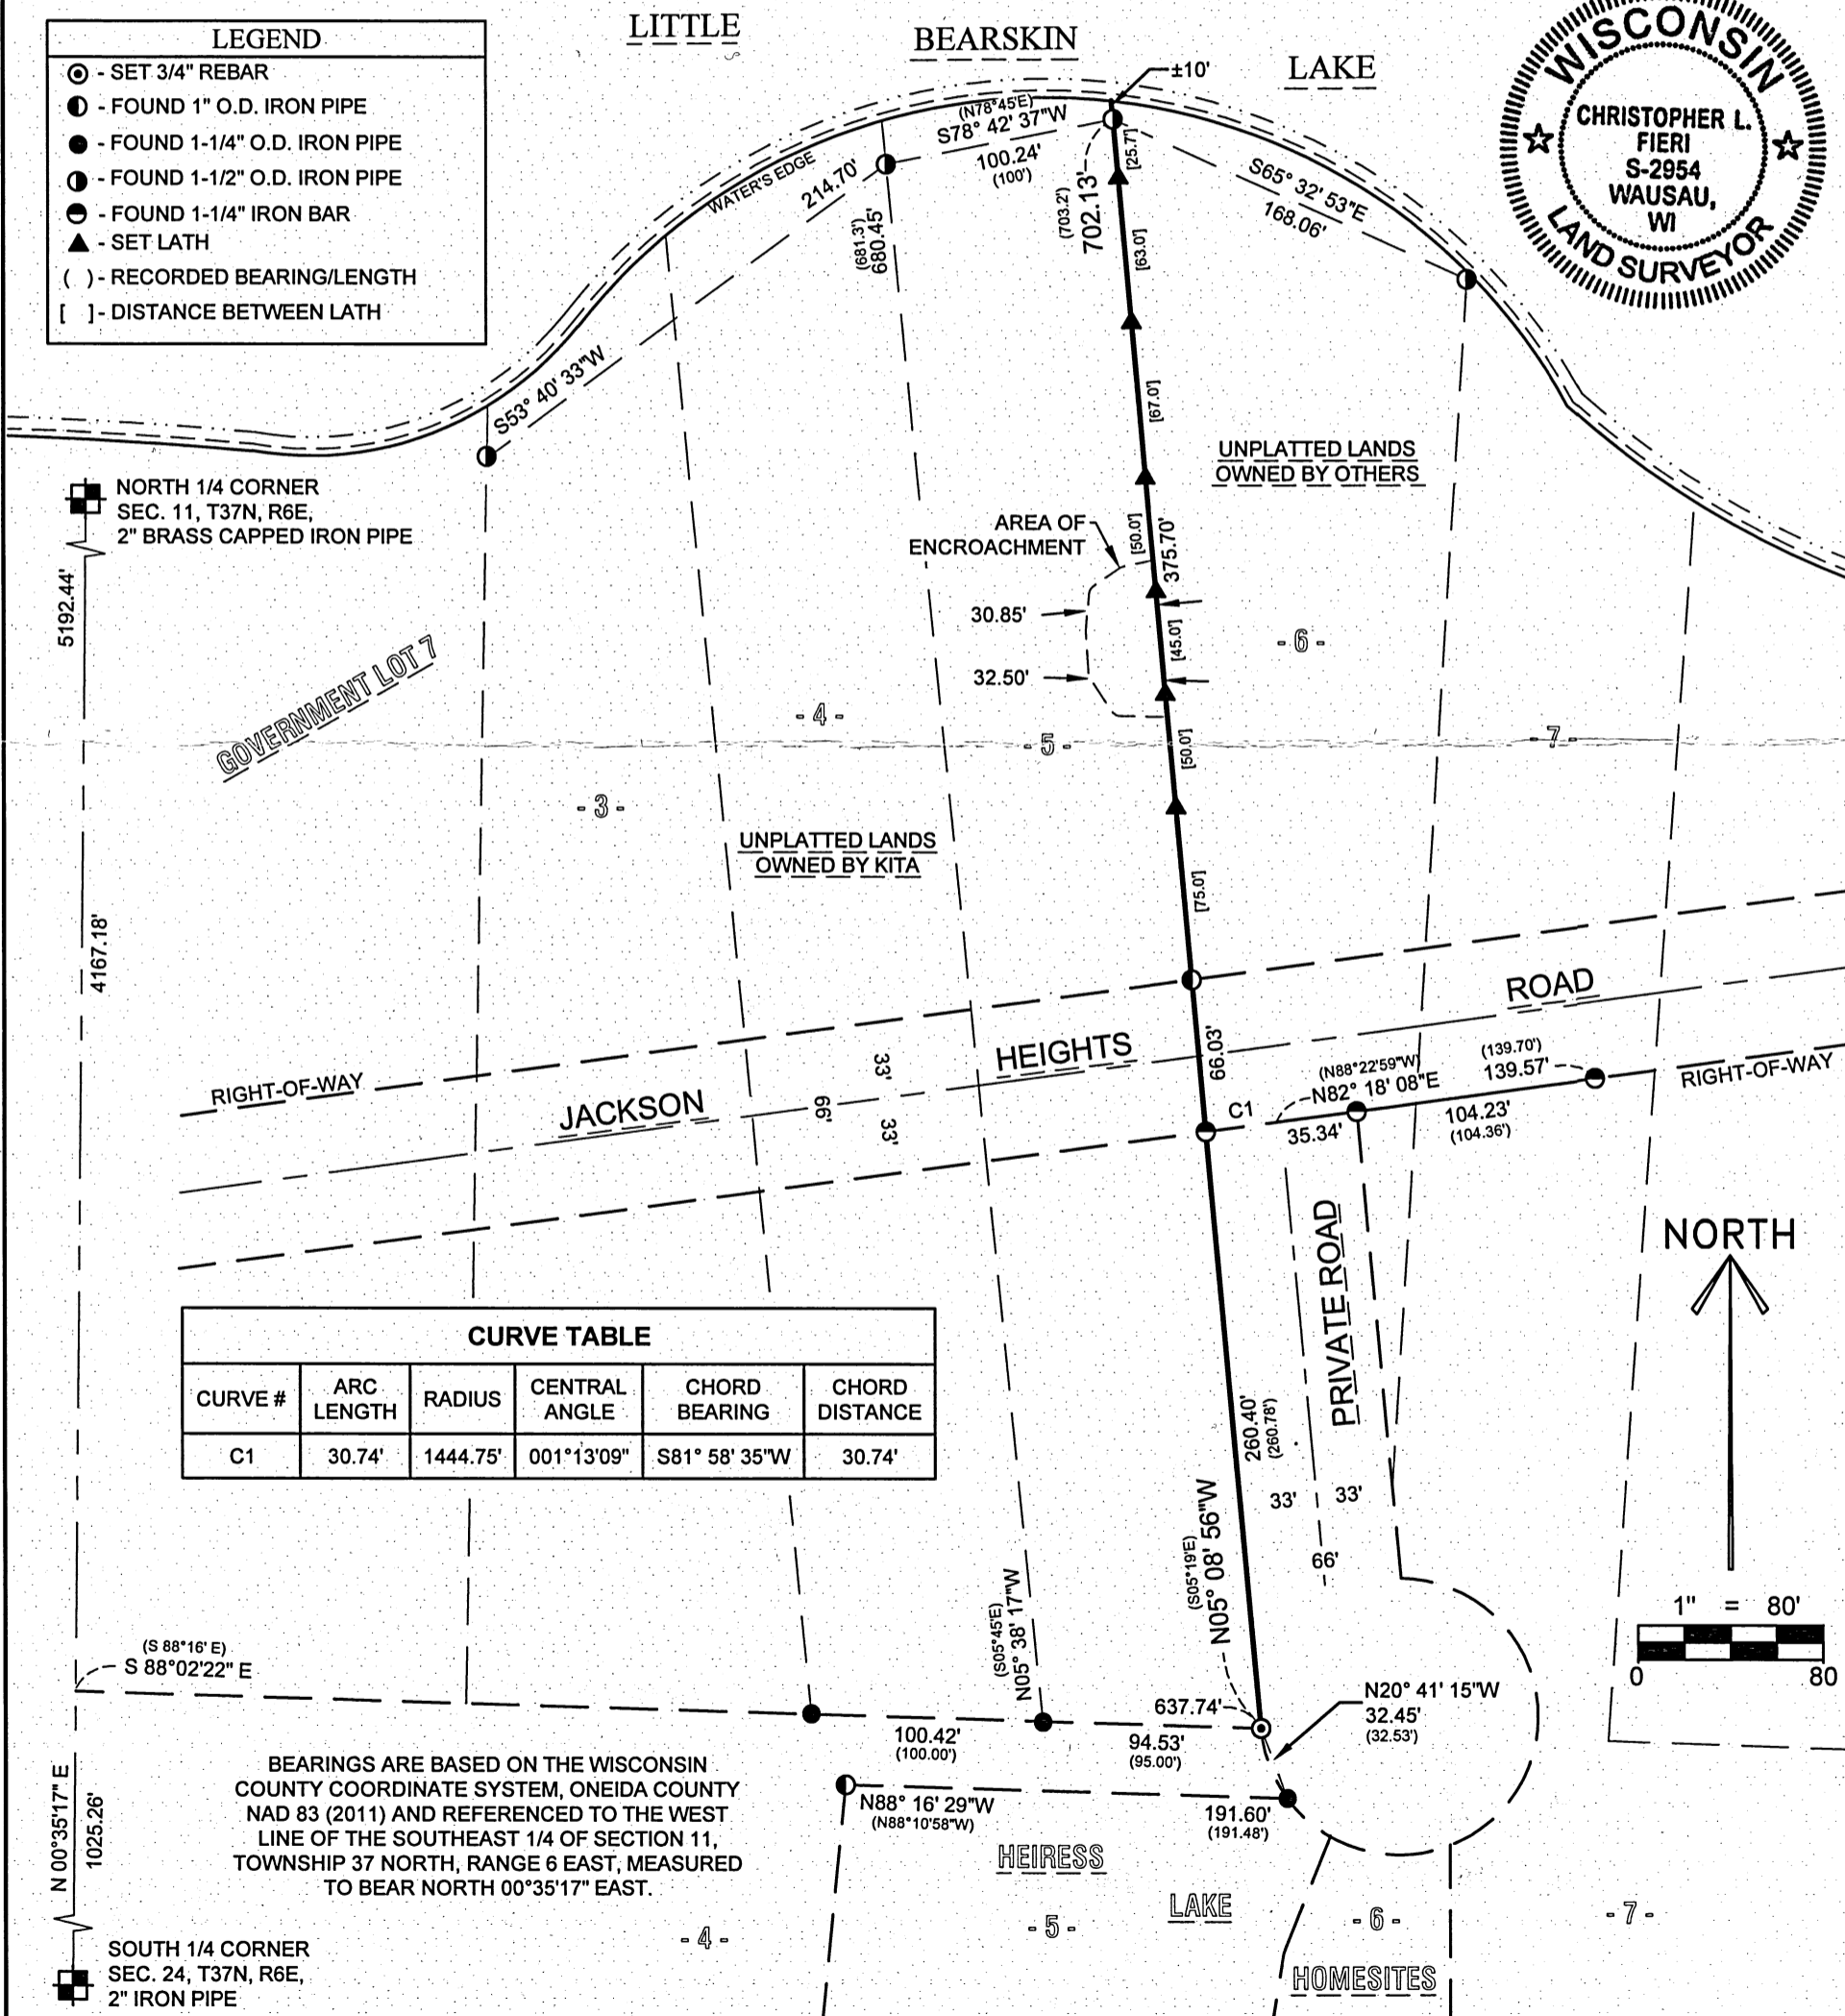 LEGEND
- SET 3/4" REBAR
- FOUND 1" O.D. IRON PIPE
- FOUND 1-1/4" O.D. IRON PIPE
- FOUND 1-1/2" O.D. IRON PIPE
- FOUND 1-1/4" IRON BAR
- SET LATH
( ) - RECORDED BEARING/LENGTH
[ ] - DISTANCE BETWEEN LATH
LITTLE
BEARSKIN
LAKE
WISCONSIN
CHRISTOPHER L.
FIERI
S-2954
WAUSAU,
WI
LAND SURVEYOR
±10'
(N78°45'E)
S78° 42' 37"W
100.24'
(100')
WATER'S EDGE
214.70'
S53° 40' 33"W
(681.3')
680.45'
(703.2')
702.13'
[25.7']
S65° 32' 53"E
168.06'
[63.0']
[67.0']
UNPLATTED LANDS
OWNED BY OTHERS
NORTH 1/4 CORNER
SEC. 11, T37N, R6E,
2" BRASS CAPPED IRON PIPE
5192.44'
AREA OF
ENCROACHMENT
[50.0']
375.70'
30.85'
[45.0']
32.50'
- 6 -
GOVERNMENT LOT 7
- 4 -
- 5 -
[50.0']
- 7 -
- 3 -
UNPLATTED LANDS
OWNED BY KITA
[75.0']
4167.18'
ROAD
HEIGHTS
JACKSON
RIGHT-OF-WAY
33'
66'
33'
66.03'
(N88°22'59"W)
N82° 18' 08"E
(139.70')
139.57'
RIGHT-OF-WAY
C1
35.34'
104.23'
(104.36')
PRIVATE ROAD
NORTH
CURVE TABLE
CURVE #
ARC
LENGTH
RADIUS
CENTRAL
ANGLE
CHORD
BEARING
CHORD
DISTANCE
C1
30.74'
1444.75'
001°13'09"
S81° 58' 35"W
30.74'
260.40'
(260.78')
33'
33'
66'
(S05°19'E)
N05° 08' 56"W
(S05°45'E)
N05° 38' 17"W
1" = 80'
0
80
(S 88°16' E)
S 88°02'22" E
637.74'
N20° 41' 15"W
32.45'
(32.53')
100.42'
(100.00')
94.53'
(95.00')
BEARINGS ARE BASED ON THE WISCONSIN
COUNTY COORDINATE SYSTEM, ONEIDA COUNTY
NAD 83 (2011) AND REFERENCED TO THE WEST
LINE OF THE SOUTHEAST 1/4 OF SECTION 11,
TOWNSHIP 37 NORTH, RANGE 6 EAST, MEASURED
TO BEAR NORTH 00°35'17" EAST.
N 00°35'17" E
1025.26'
N88° 16' 29"W
(N88°10'58"W)
191.60'
(191.48')
HEIRESS
LAKE
HOMESITES
- 4 -
- 5 -
- 6 -
- 7 -
SOUTH 1/4 CORNER
SEC. 24, T37N, R6E,
2" IRON PIPE